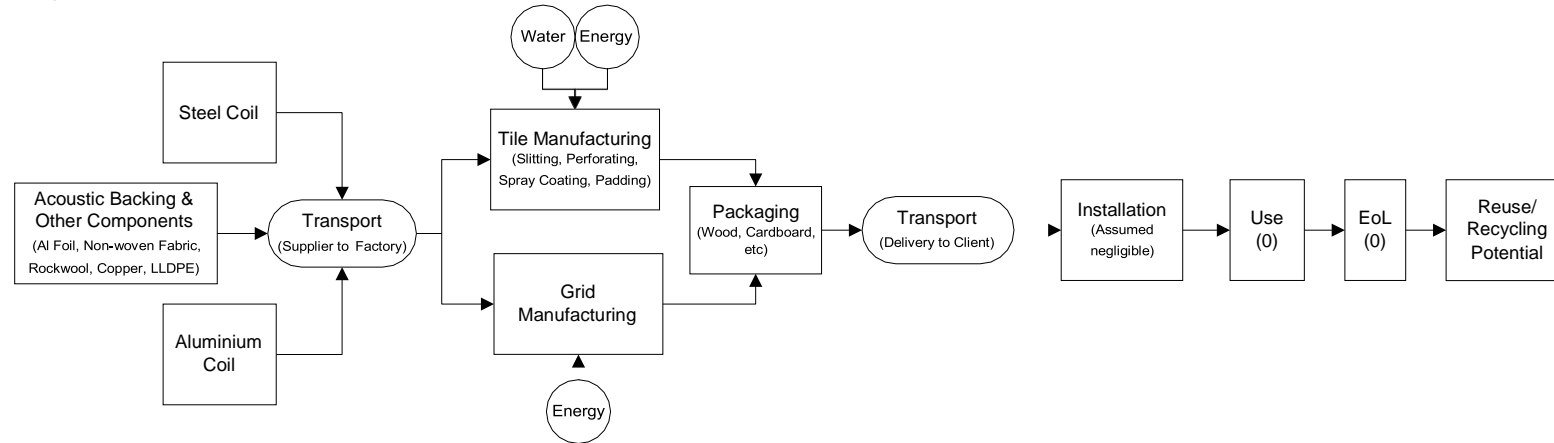 Water
Energy
Steel Coil
Acoustic Backing &
Other Components
(Al Foil, Non-woven Fabric,
Rockwool, Copper, LLDPE)
Aluminium
Coil
Transport
(Supplier to Factory)
Tile Manufacturing
(Slitting, Perforating,
Spray Coating, Padding)
Grid
Manufacturing
Energy
Packaging
(Wood, Cardboard,
etc)
Transport
(Delivery to Client)
Installation
(Assumed
negligible)
Use
(0)
EoL
(0)
Reuse/
Recycling
Potential